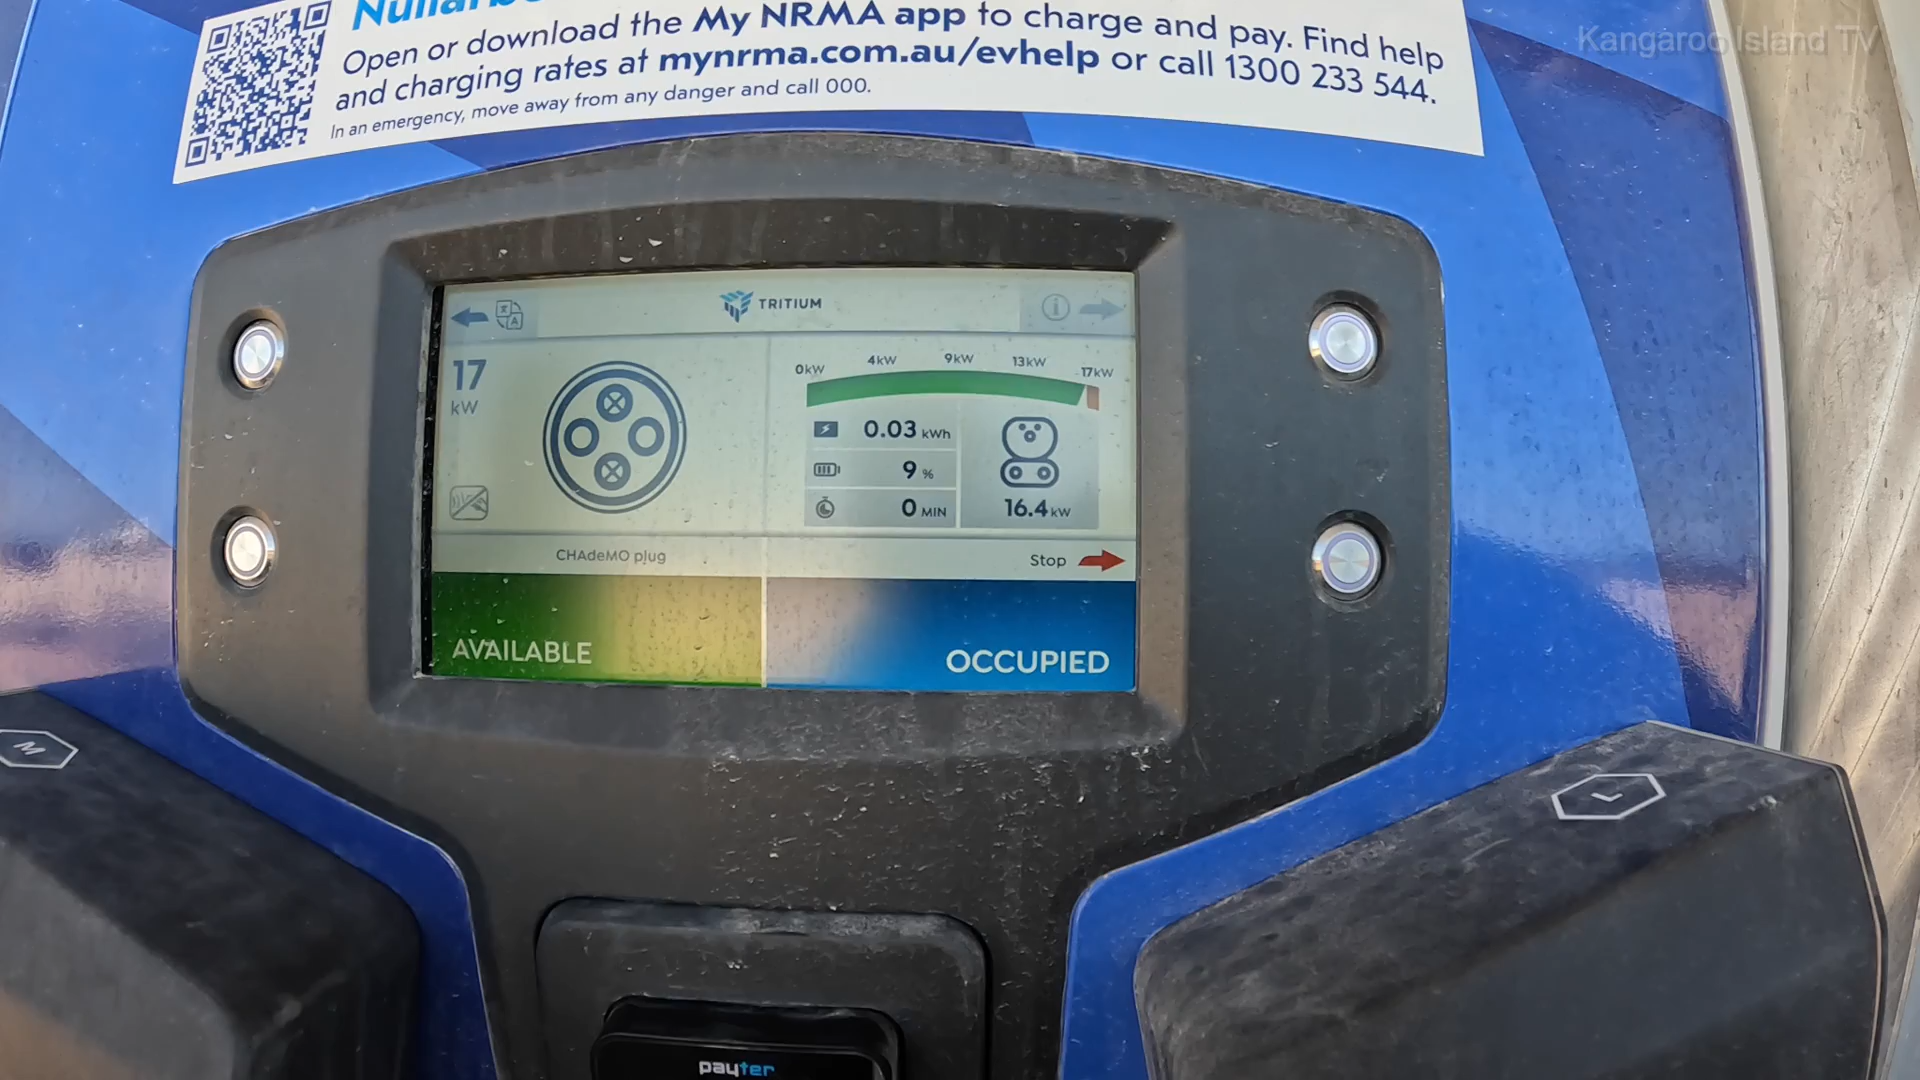 Kangaroo Island TV
Open or download the My NRMA app to charge and pay. Find help
and charging rates at mynrma.com.au/evhelp or call 1300 233 544.
In an emergency, move away from any danger and call 000.
TRITIUM
17
kW
0kW 4kW 9kW 13kW 17kW
0.03 kWh
9 %
0 MIN
16.4 kW
CHAdeMO plug
Stop
AVAILABLE
OCCUPIED
M
L
payter